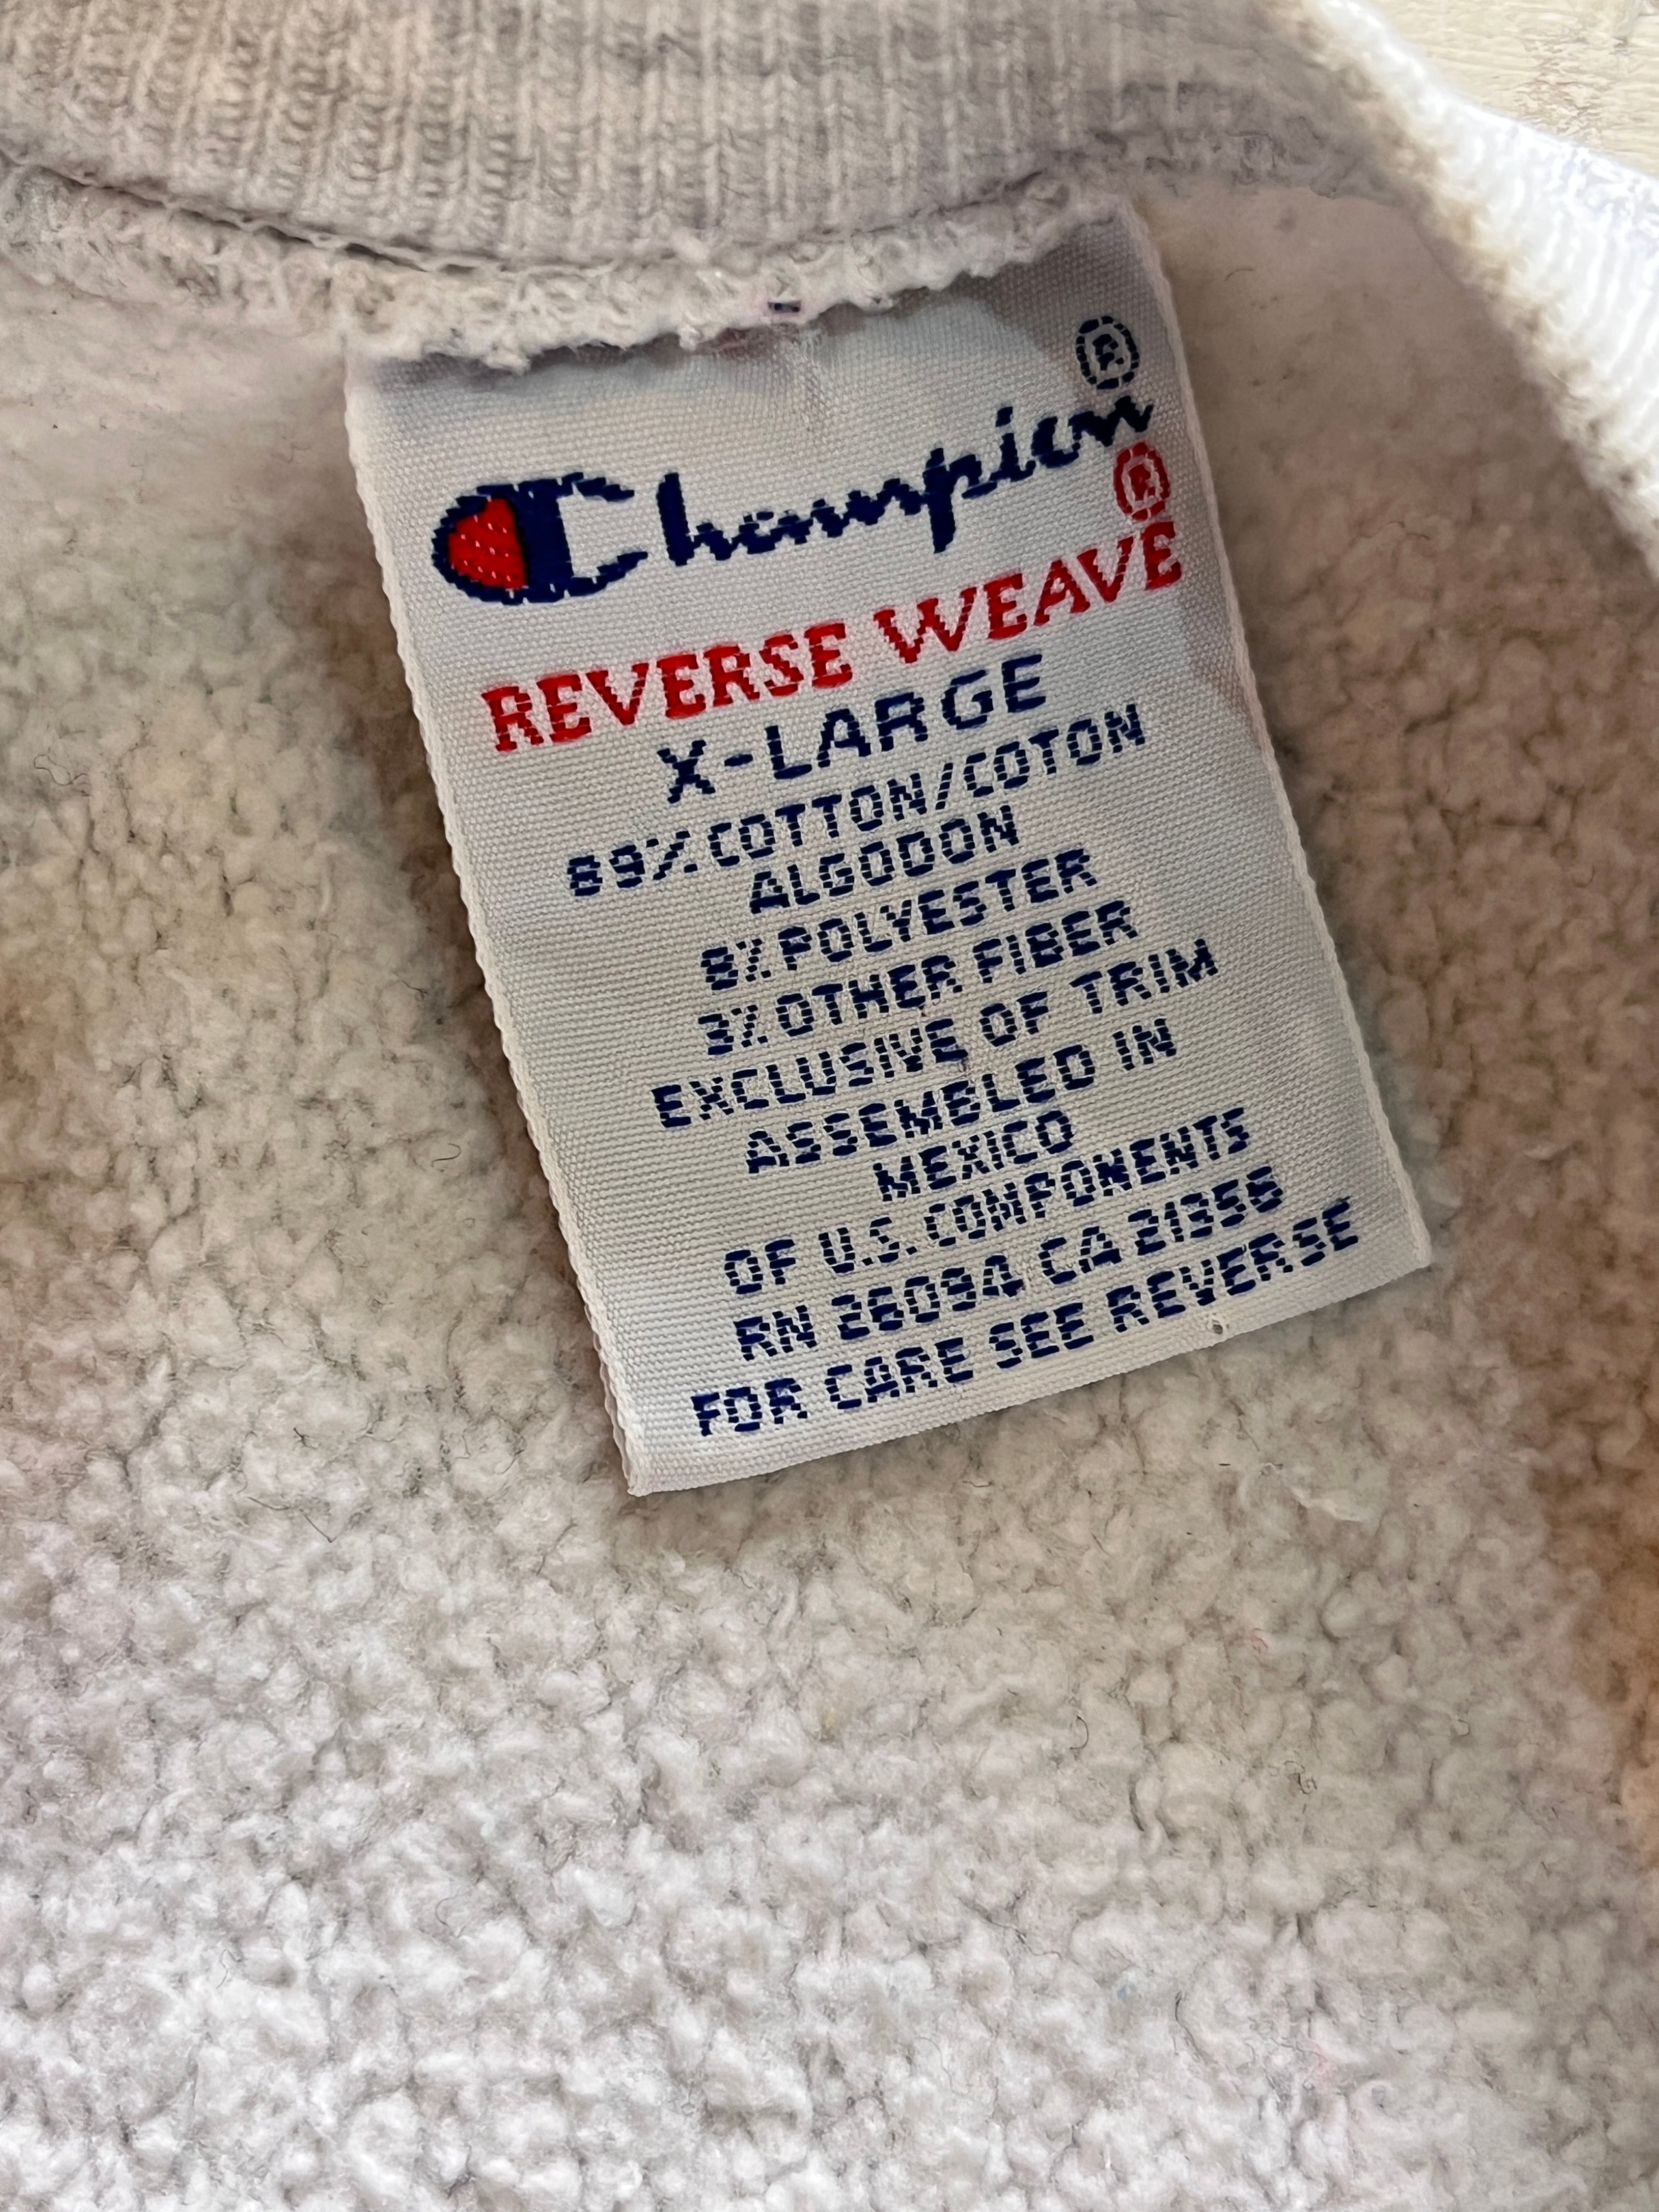 ®
Champion
®
REVERSE WEAVE
X-LARGE
89% COTTON/COTON
ALGODON
8% POLYESTER
3% OTHER FIBER
EXCLUSIVE OF TRIM
ASSEMBLED IN
MEXICO
OF U.S. COMPONENTS
RN 26094 CA 21356
FOR CARE SEE REVERSE